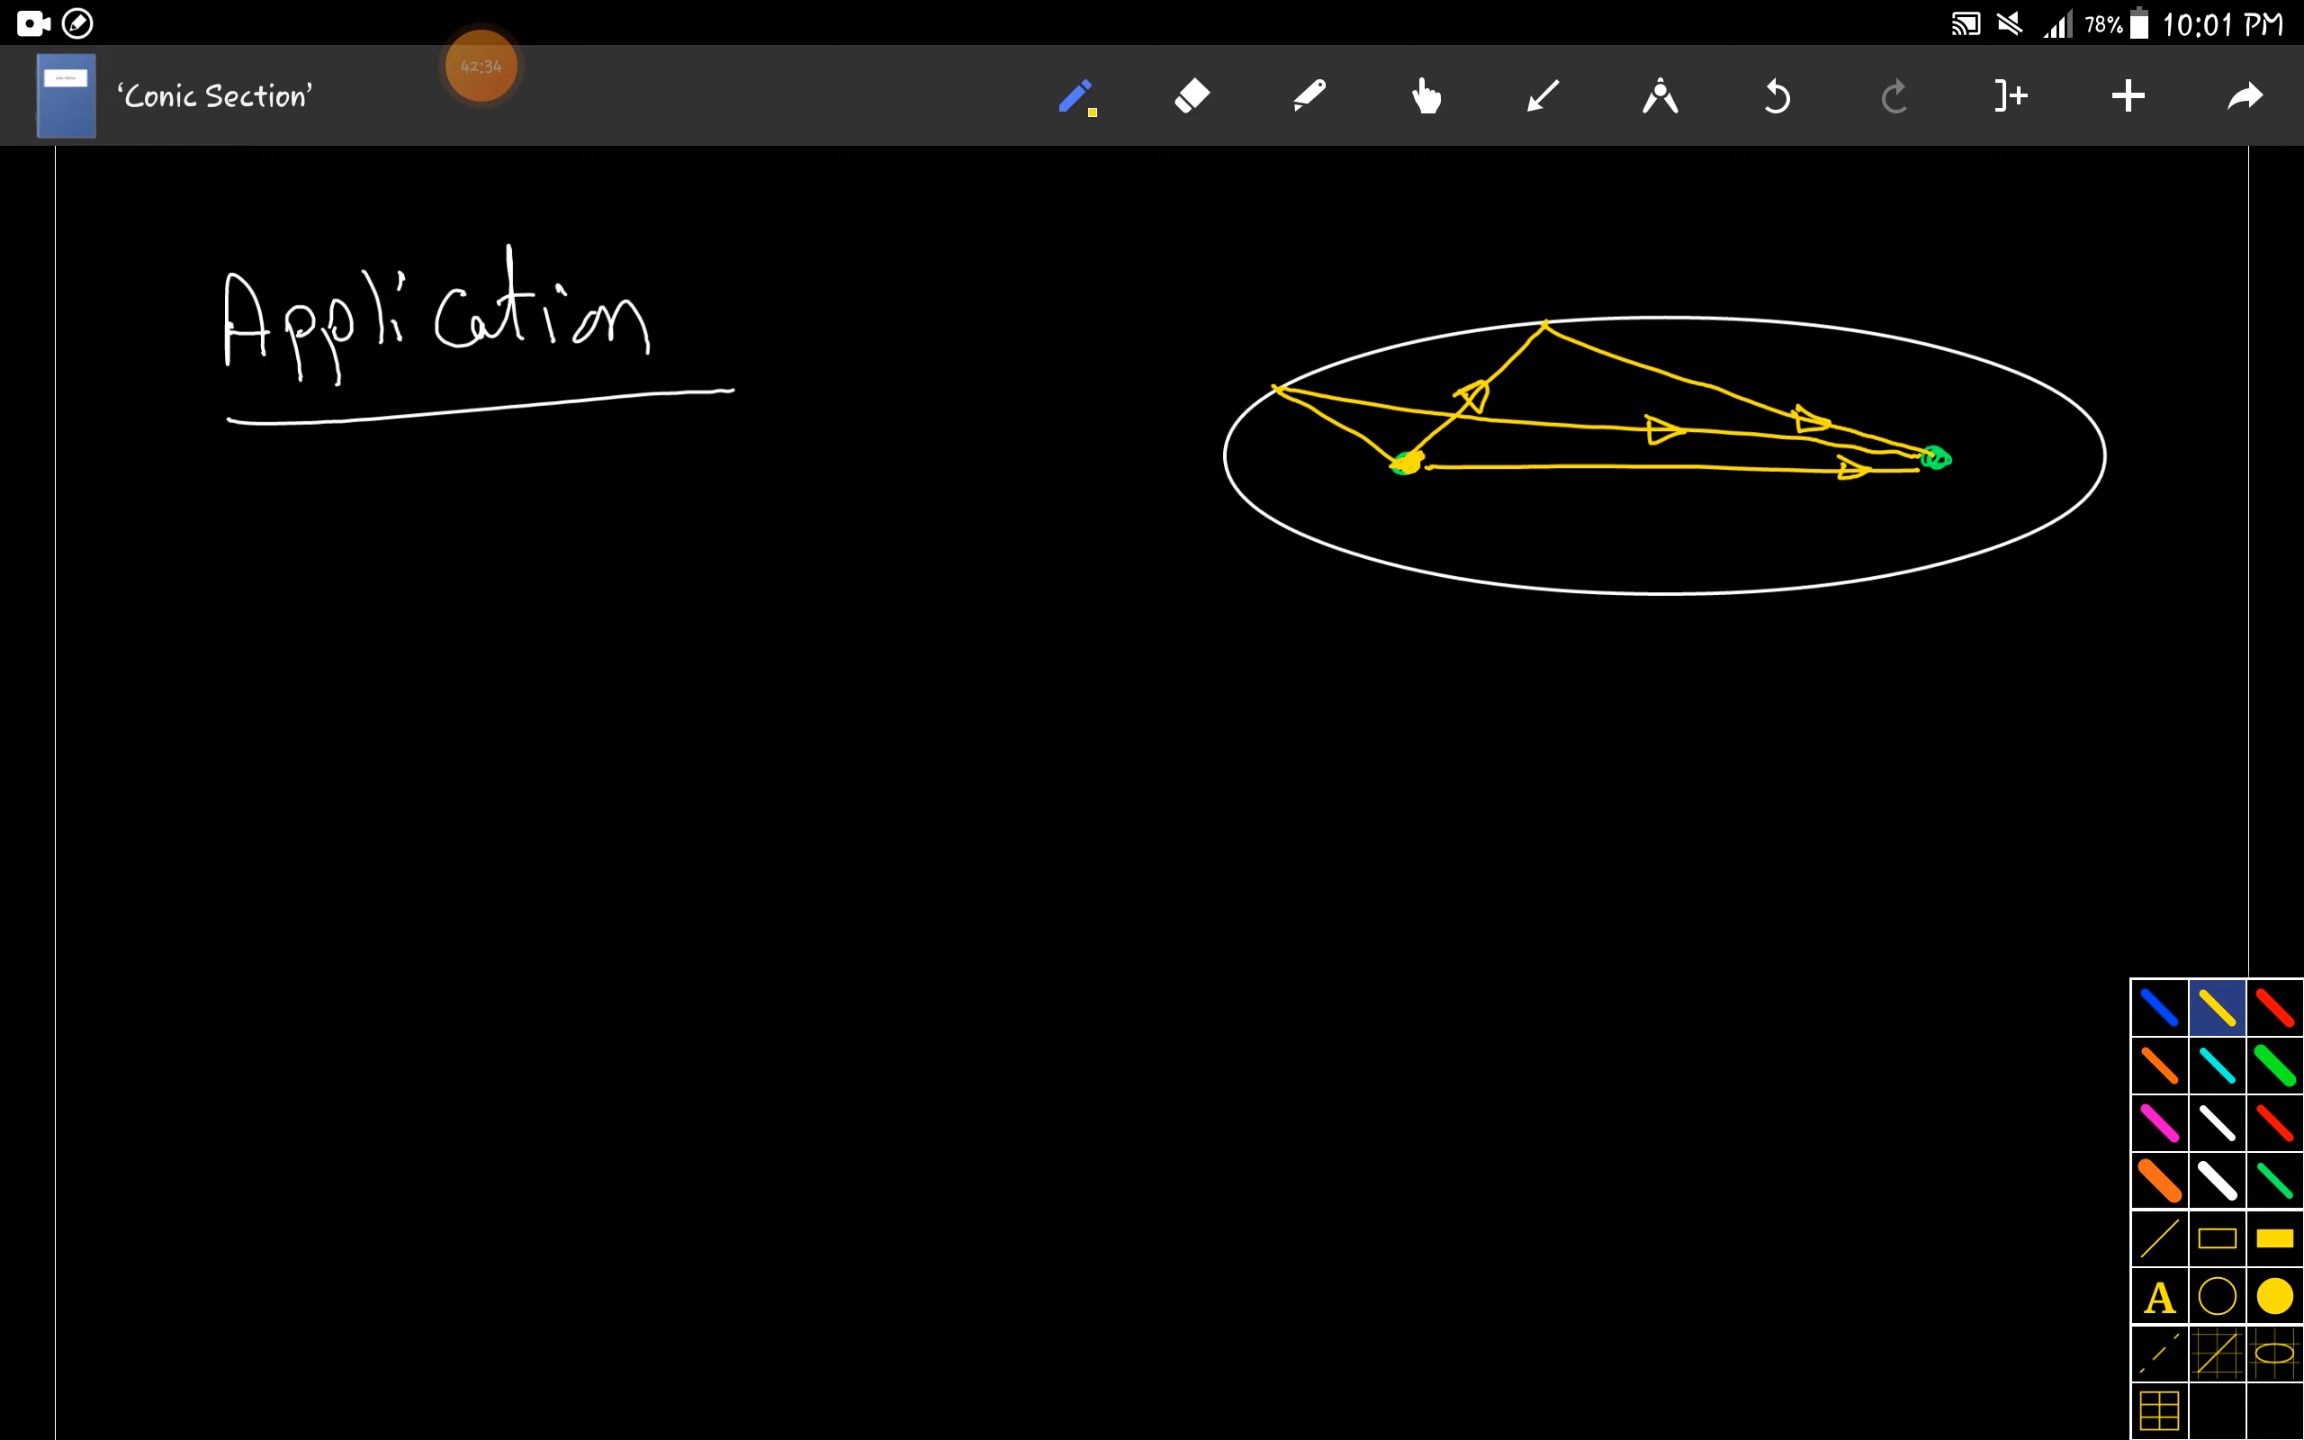 78% 10:01 PM
42:34
‘Conic Section’
]+
Application
A